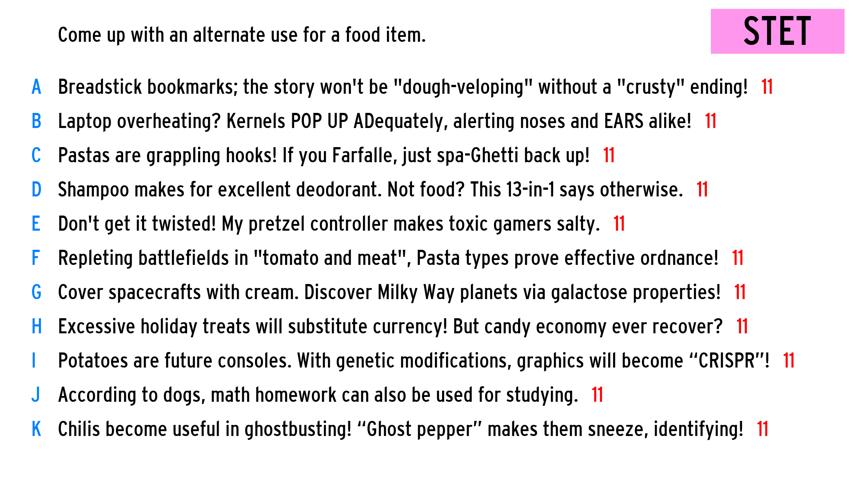 Come up with an alternate use for a food item.
STET
A Breadstick bookmarks; the story won't be "dough-veloping" without a "crusty" ending! 11
B Laptop overheating? Kernels POP UP ADequately, alerting noses and EARS alike! 11
C Pastas are grappling hooks! If you Farfalle, just spa-Ghetti back up! 11
D Shampoo makes for excellent deodorant. Not food? This 13-in-1 says otherwise. 11
E Don't get it twisted! My pretzel controller makes toxic gamers salty. 11
F Repleting battlefields in "tomato and meat", Pasta types prove effective ordnance! 11
G Cover spacecrafts with cream. Discover Milky Way planets via galactose properties! 11
H Excessive holiday treats will substitute currency! But candy economy ever recover? 11
I Potatoes are future consoles. With genetic modifications, graphics will become “CRISPR”! 11
J According to dogs, math homework can also be used for studying. 11
K Chilis become useful in ghostbusting! “Ghost pepper” makes them sneeze, identifying! 11